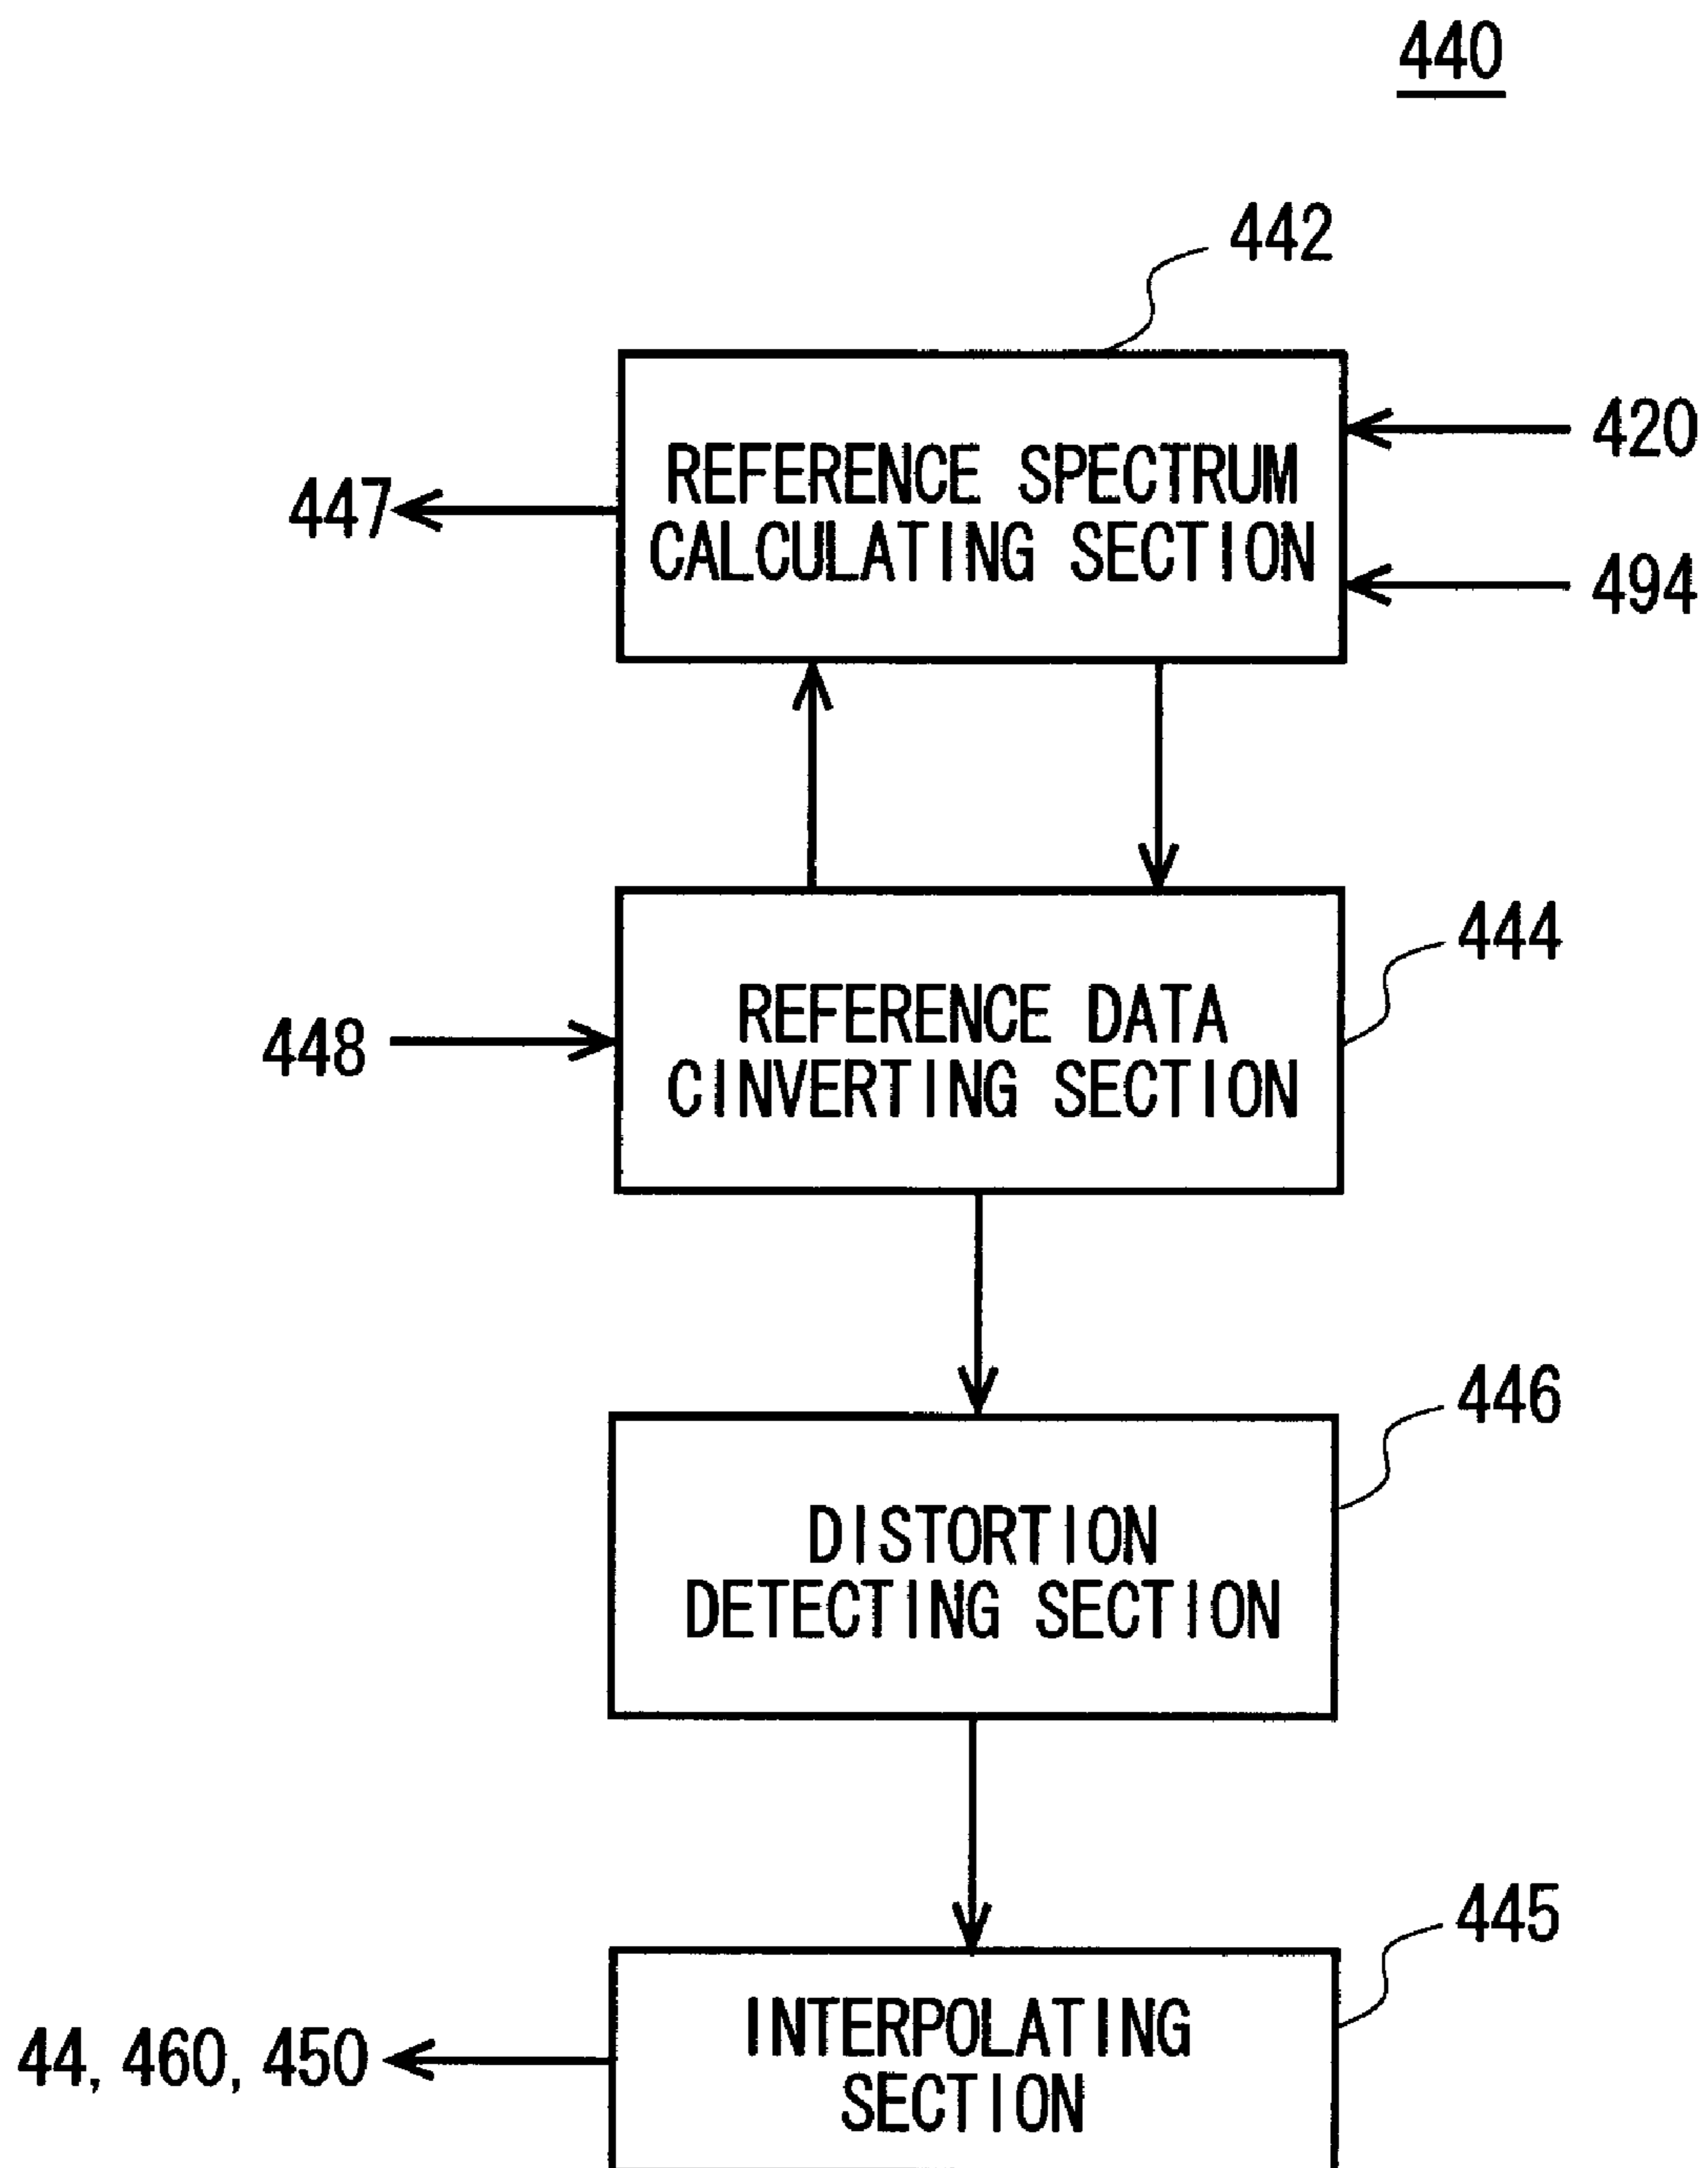 440
442
420
REFERENCE SPECTRUM
CALCULATING SECTION
447
494
444
REFERENCE DATA
CINVERTING SECTION
448
446
DISTORTION
DETECTING SECTION
445
INTERPOLATING
SECTION
44, 460, 450